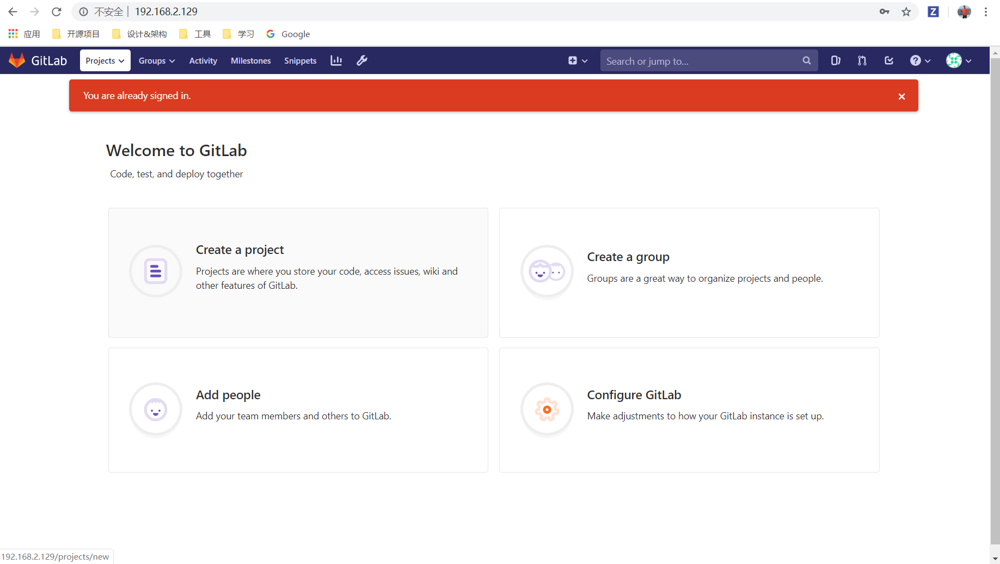 不安全 192.168.2.129 Z
应用 开源项目 设计&架构 工具 学习 Google
GitLab Projects Groups Activity Milestones Snippets Search or jump to...
You are already signed in.
Welcome to GitLab
Code, test, and deploy together
Create a project
Projects are where you store your code, access issues, wiki and
other features of GitLab.
Create a group
Groups are a great way to organize projects and people.
Add people
Add your team members and others to GitLab.
Configure GitLab
Make adjustments to how your GitLab instance is set up.
192.168.2.129/projects/new